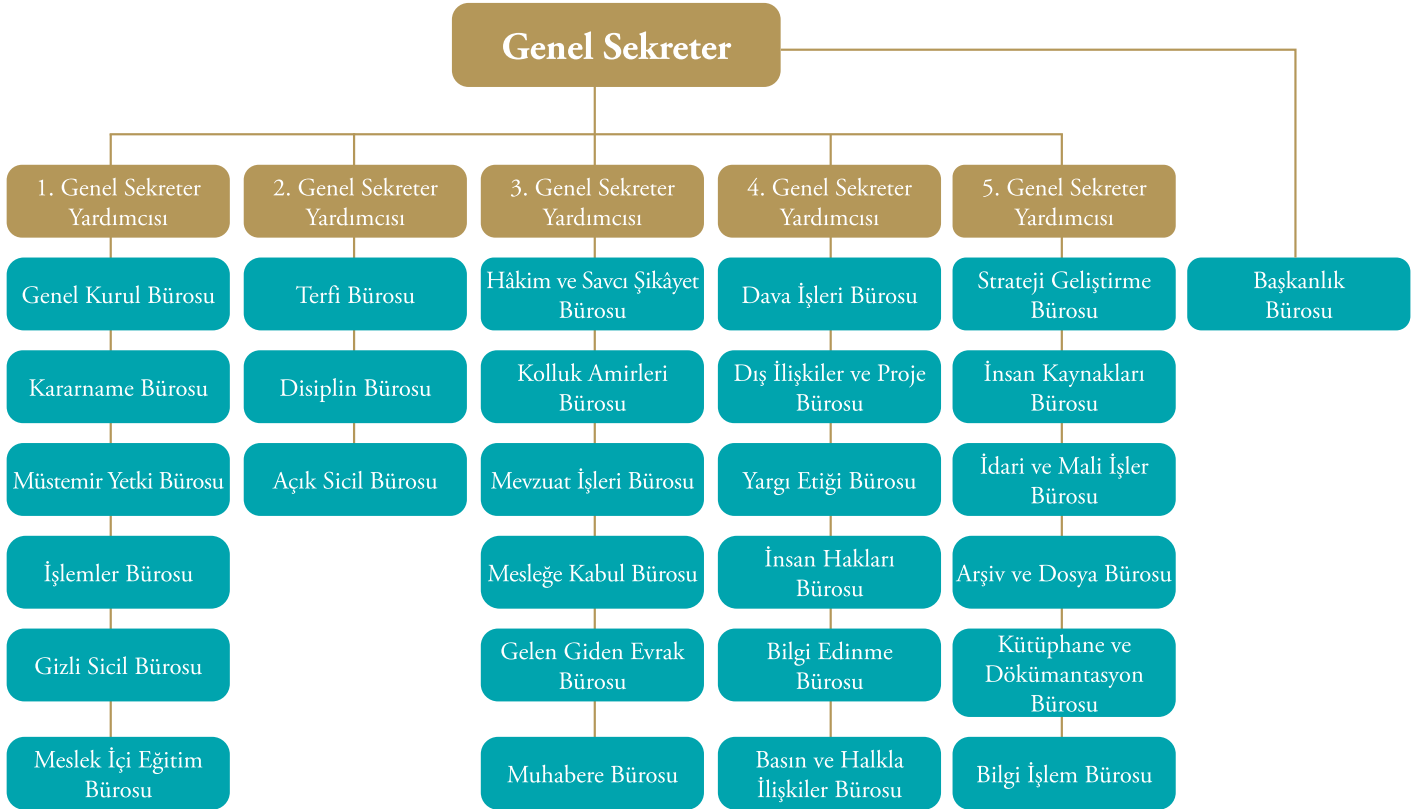 Genel Sekreter
1. Genel Sekreter
Yardımcısı
Genel Kurul Bürosu
Kararname Bürosu
Müstemir Yetki Bürosu
İşlemler Bürosu
Gizli Sicil Bürosu
Meslek İçi Eğitim
Bürosu
2. Genel Sekreter
Yardımcısı
Terfi Bürosu
Disiplin Bürosu
Açık Sicil Bürosu
3. Genel Sekreter
Yardımcısı
Hâkim ve Savcı Şikâyet
Bürosu
Kolluk Amirleri
Bürosu
Mevzuat İşleri Bürosu
Mesleğe Kabul Bürosu
Gelen Giden Evrak
Bürosu
Muhabere Bürosu
4. Genel Sekreter
Yardımcısı
Dava İşleri Bürosu
Dış İlişkiler ve Proje
Bürosu
Yargı Etiği Bürosu
İnsan Hakları
Bürosu
Bilgi Edinme
Bürosu
Basın ve Halkla
İlişkiler Bürosu
5. Genel Sekreter
Yardımcısı
Strateji Geliştirme
Bürosu
İnsan Kaynakları
Bürosu
İdari ve Mali İşler
Bürosu
Arşiv ve Dosya Bürosu
Kütüphane ve
Dökümantasyon
Bürosu
Bilgi İşlem Bürosu
Başkanlık
Bürosu